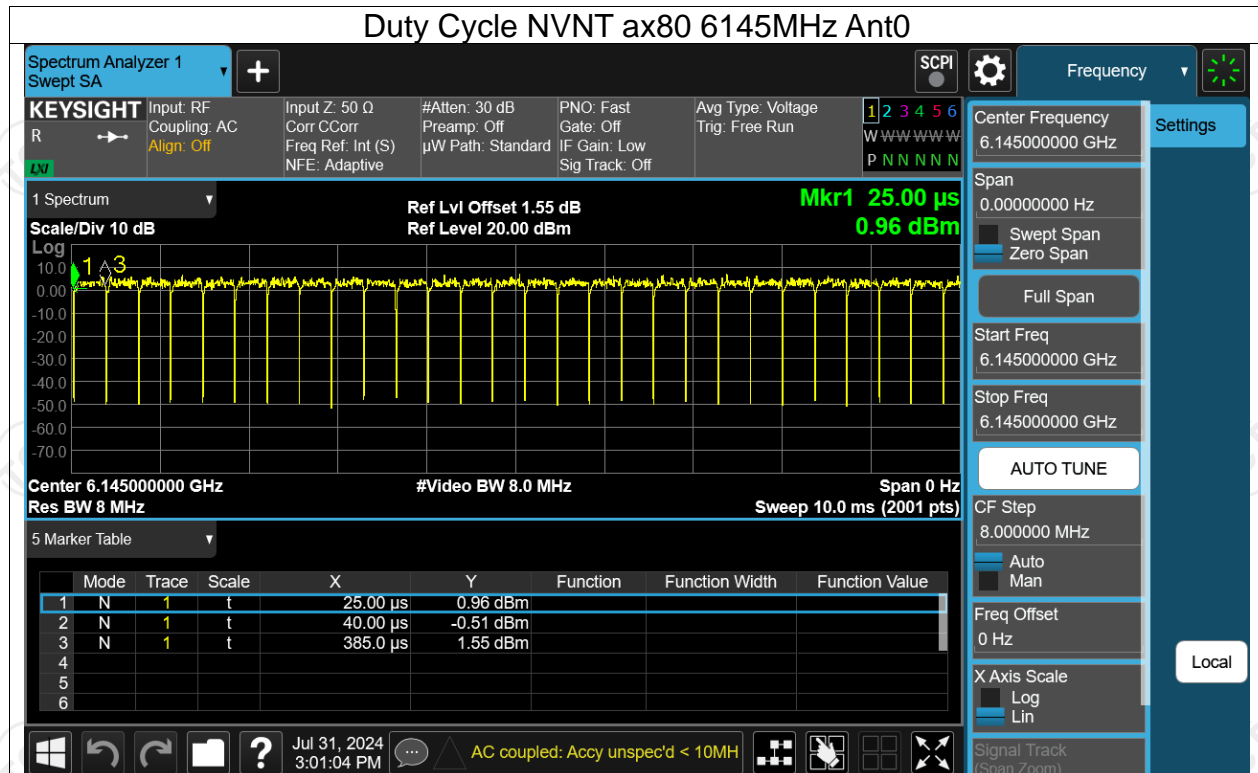 Duty Cycle NVNT ax80 6145MHz Ant0
Spectrum Analyzer 1
Swept SA
+
SCPI
Frequency
KEYSIGHT
R
LXI
Input: RF
Coupling: AC
Align: Off
Input Z: 50 Ω
Corr CCorr
Freq Ref: Int (S)
NFE: Adaptive
#Atten: 30 dB
Preamp: Off
µW Path: Standard
PNO: Fast
Gate: Off
IF Gain: Low
Sig Track: Off
Avg Type: Voltage
Trig: Free Run
1 2 3 4 5 6
W W W W W W
P N N N N N
1 Spectrum
Scale/Div 10 dB
Ref Lvl Offset 1.55 dB
Ref Level 20.00 dBm
Mkr1 25.00 µs
0.96 dBm
Log
1 3
10.0
0.00
-10.0
-20.0
-30.0
-40.0
-50.0
-60.0
-70.0
Center 6.145000000 GHz
Res BW 8 MHz
#Video BW 8.0 MHz
Span 0 Hz
Sweep 10.0 ms (2001 pts)
5 Marker Table
Mode Trace Scale X Y Function Function Width Function Value
1 N 1 t 25.00 µs 0.96 dBm
2 N 1 t 40.00 µs -0.51 dBm
3 N 1 t 385.0 µs 1.55 dBm
4
5
6
?
Jul 31, 2024
3:01:04 PM
AC coupled: Accy unspec'd < 10MH
Center Frequency
6.145000000 GHz
Span
0.00000000 Hz
Swept Span
Zero Span
Full Span
Start Freq
6.145000000 GHz
Stop Freq
6.145000000 GHz
AUTO TUNE
CF Step
8.000000 MHz
Auto
Man
Freq Offset
0 Hz
X Axis Scale
Log
Lin
Signal Track
(Span Zoom)
Settings
Local